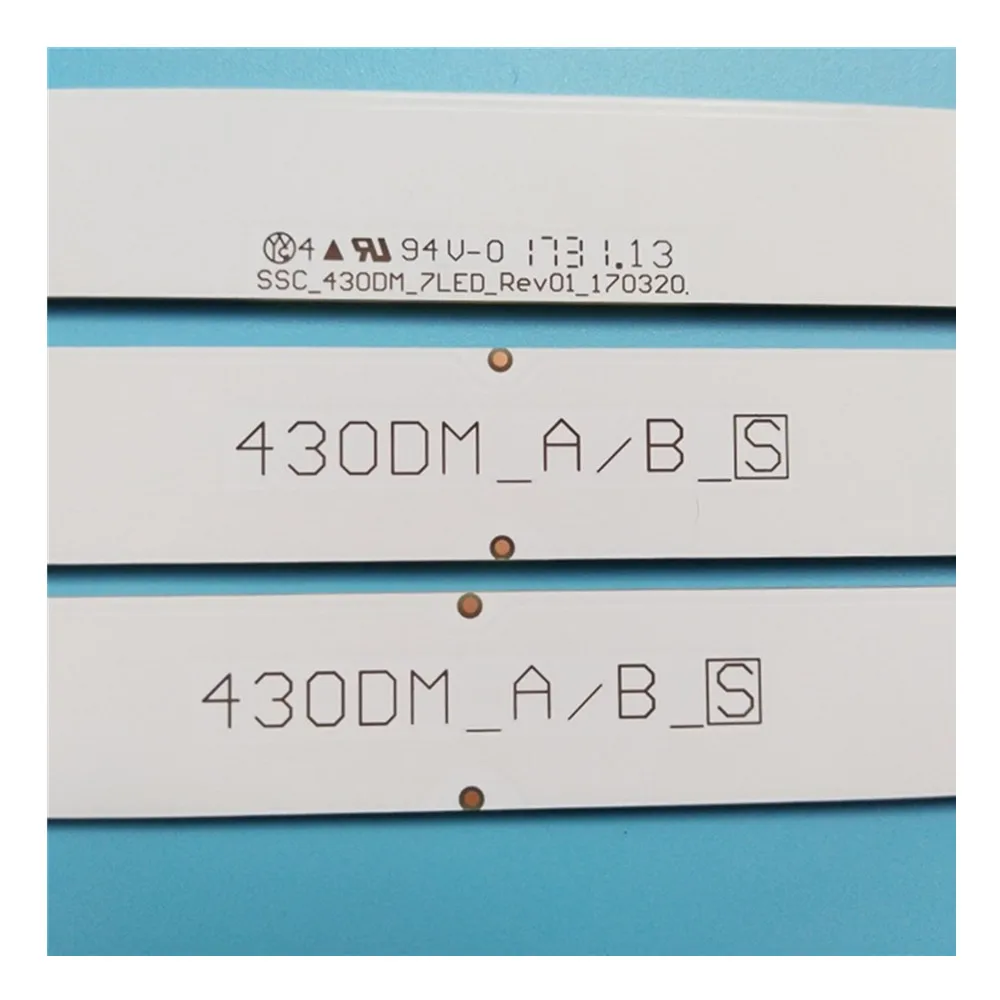 4 94V-0 1731.13
SSC_430DM_7LED_Rev01_170320.
430DM_A/B_S
430DM_A/B_S